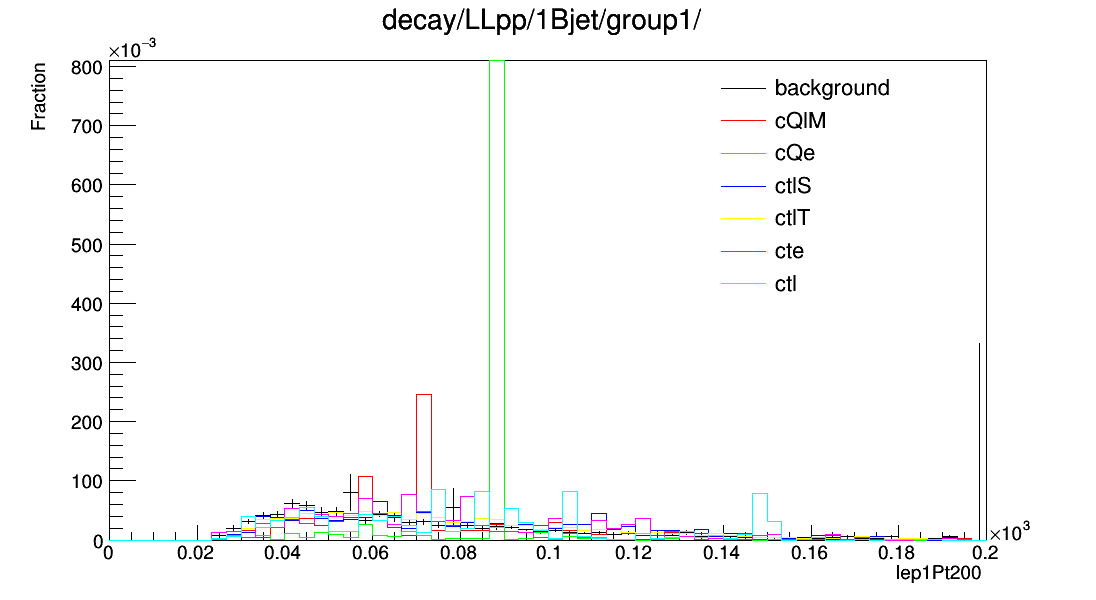 decay/LLpp/1Bjet/group1/
×10⁻³
Fraction
800
700
600
500
400
300
200
100
0
background
cQlM
cQe
ctlS
ctlT
cte
ctl
0 0.02 0.04 0.06 0.08 0.1 0.12 0.14 0.16 0.18 0.2
×10³
lep1Pt200